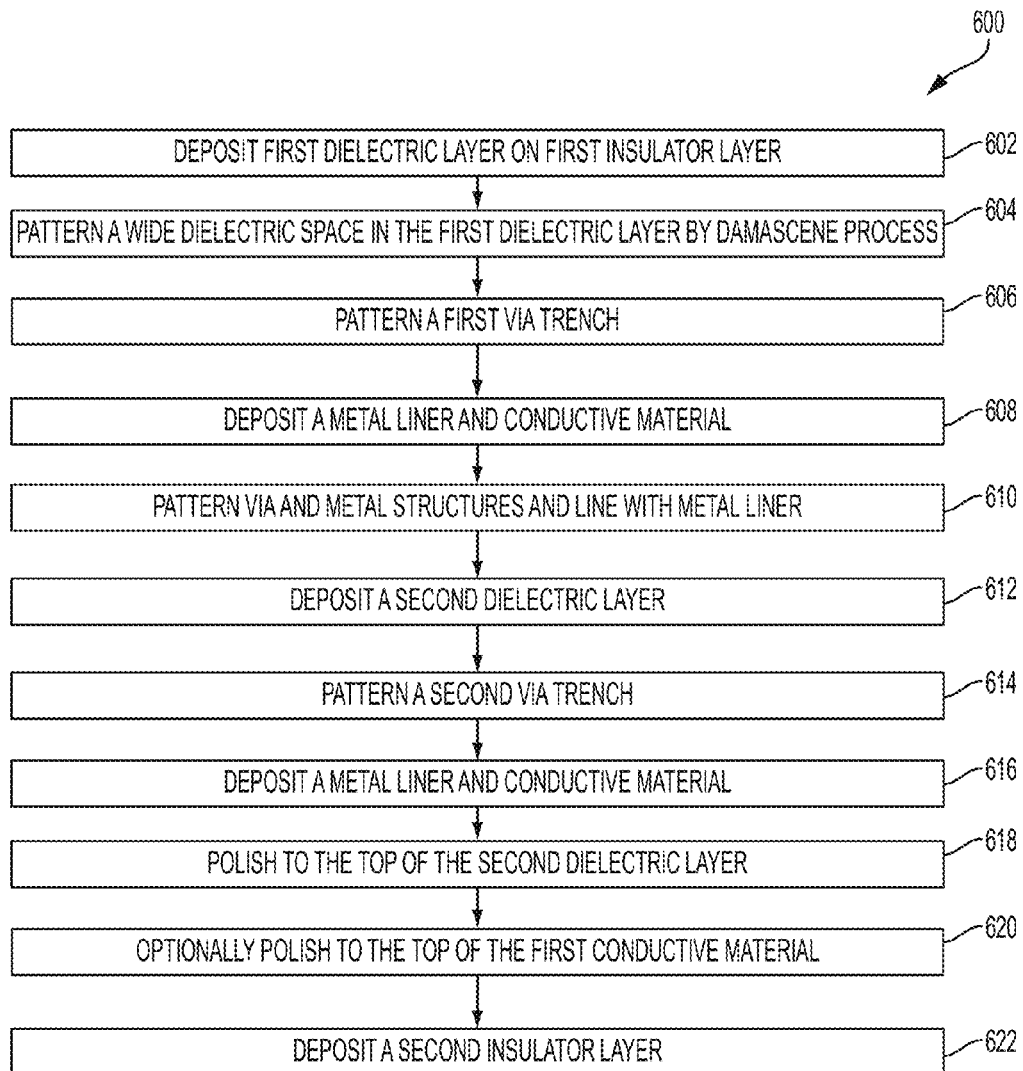 600
DEPOSIT FIRST DIELECTRIC LAYER ON FIRST INSULATOR LAYER
602
PATTERN A WIDE DIELECTRIC SPACE IN THE FIRST DIELECTRIC LAYER BY DAMASCENE PROCESS
604
PATTERN A FIRST VIA TRENCH
606
DEPOSIT A METAL LINER AND CONDUCTIVE MATERIAL
608
PATTERN VIA AND METAL STRUCTURES AND LINE WITH METAL LINER
610
DEPOSIT A SECOND DIELECTRIC LAYER
612
PATTERN A SECOND VIA TRENCH
614
DEPOSIT A METAL LINER AND CONDUCTIVE MATERIAL
616
POLISH TO THE TOP OF THE SECOND DIELECTRIC LAYER
618
OPTIONALLY POLISH TO THE TOP OF THE FIRST CONDUCTIVE MATERIAL
620
DEPOSIT A SECOND INSULATOR LAYER
622